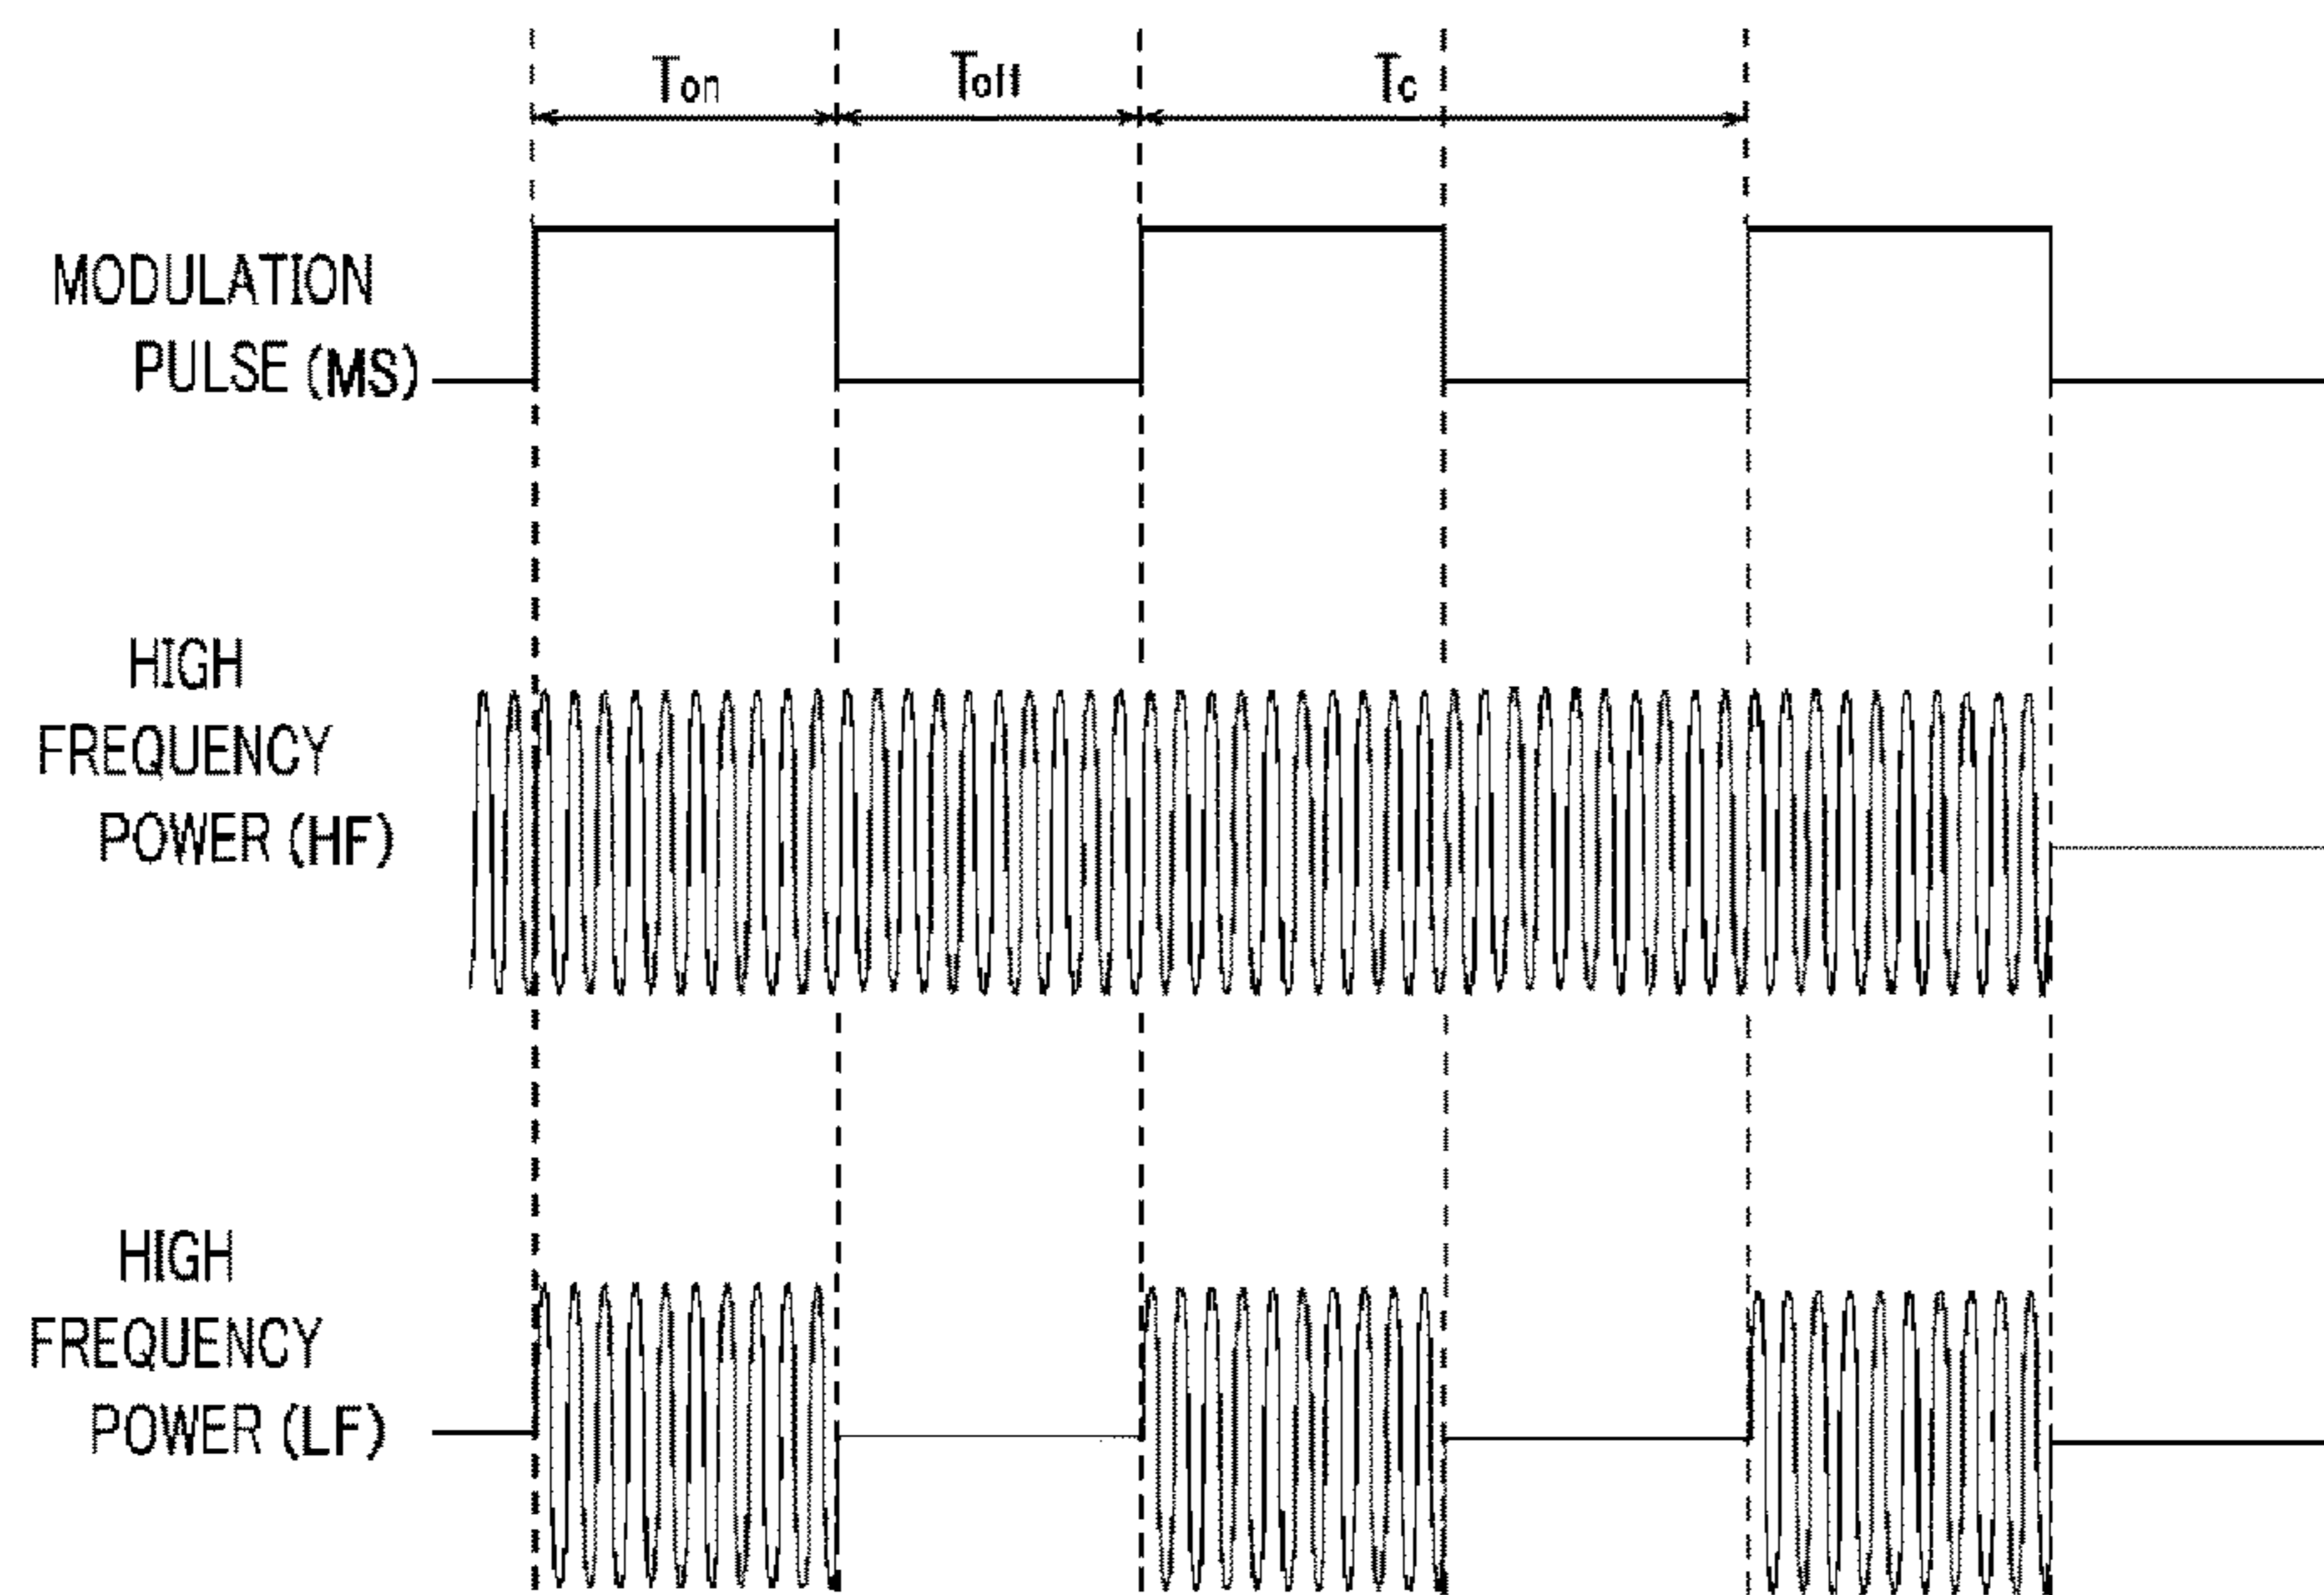 Ton
Toff
Tc
MODULATION
PULSE (MS)
HIGH
FREQUENCY
POWER (HF)
HIGH
FREQUENCY
POWER (LF)